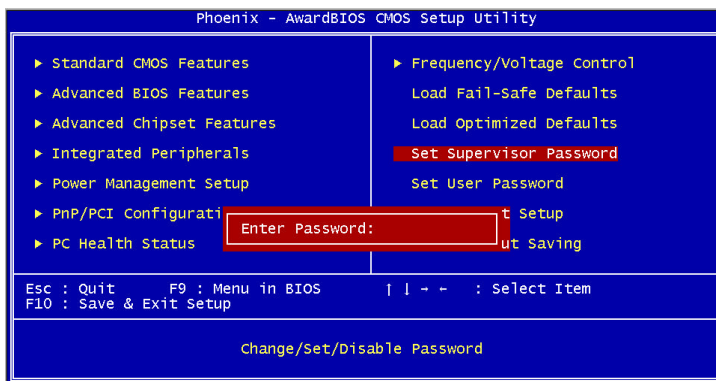 Phoenix - AwardBIOS CMOS Setup Utility
► Standard CMOS Features
► Advanced BIOS Features
► Advanced Chipset Features
► Integrated Peripherals
► Power Management Setup
► PnP/PCI Configurati
► PC Health Status
► Frequency/Voltage Control
Load Fail-Safe Defaults
Load Optimized Defaults
Set Supervisor Password
Set User Password
t Setup
ut Saving
Enter Password:
Esc : Quit F9 : Menu in BIOS ↑ ↓ → ← : Select Item
F10 : Save & Exit Setup
Change/Set/Disable Password